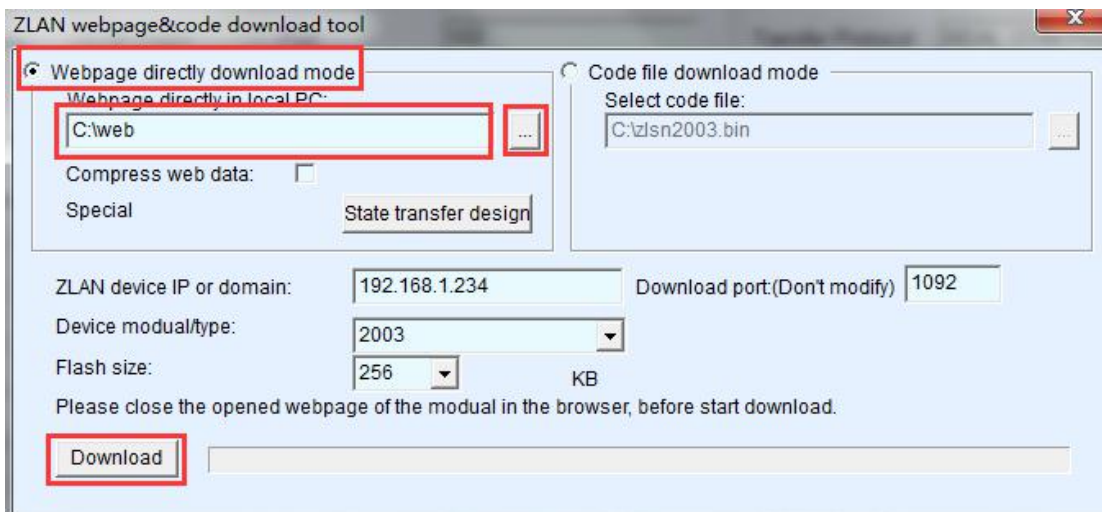 ZLAN webpage&code download tool
Webpage directly download mode
Webpage directly in local PC:
C:\web
...
Compress web data:
Special
State transfer design
Code file download mode
Select code file:
C:\zlsn2003.bin
...
ZLAN device IP or domain:
192.168.1.234
Download port:(Don't modify)
1092
Device modual/type:
2003
Flash size:
256
KB
Please close the opened webpage of the modual in the browser, before start download.
Download